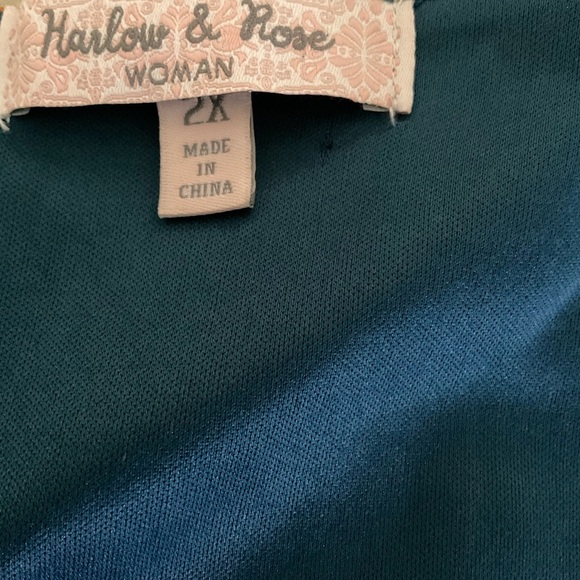 Harlow & Rose
WOMAN
2X
MADE
IN
CHINA